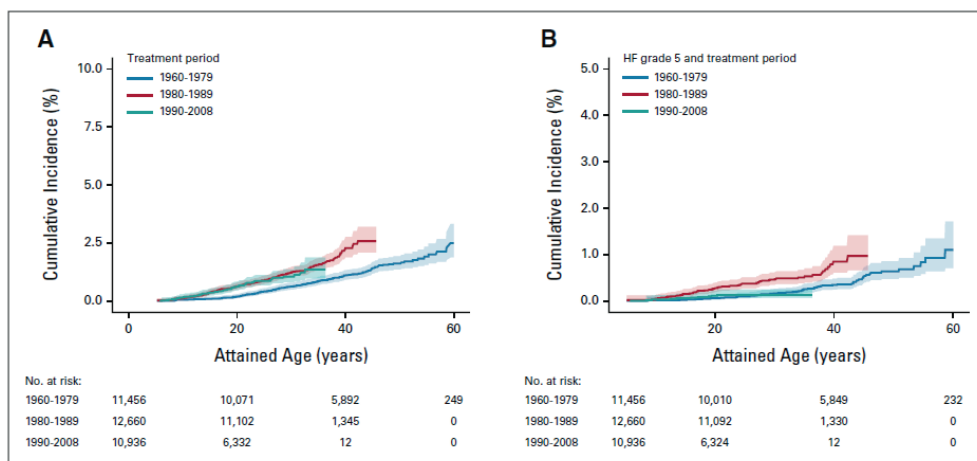 A
B
Treatment period
1960-1979
1980-1989
1990-2008
HF grade 5 and treatment period
1960-1979
1980-1989
1990-2008
Cumulative Incidence (%)
10.0
7.5
5.0
2.5
0.0
0 20 40 60
Attained Age (years)
Cumulative Incidence (%)
5.0
4.0
3.0
2.0
1.0
0.0
20 40 60
Attained Age (years)
No. at risk:
1960-1979 11,456 10,071 5,892 249
1980-1989 12,660 11,102 1,345 0
1990-2008 10,936 6,332 12 0
No. at risk:
1960-1979 11,456 10,010 5,849 232
1980-1989 12,660 11,092 1,330 0
1990-2008 10,936 6,324 12 0